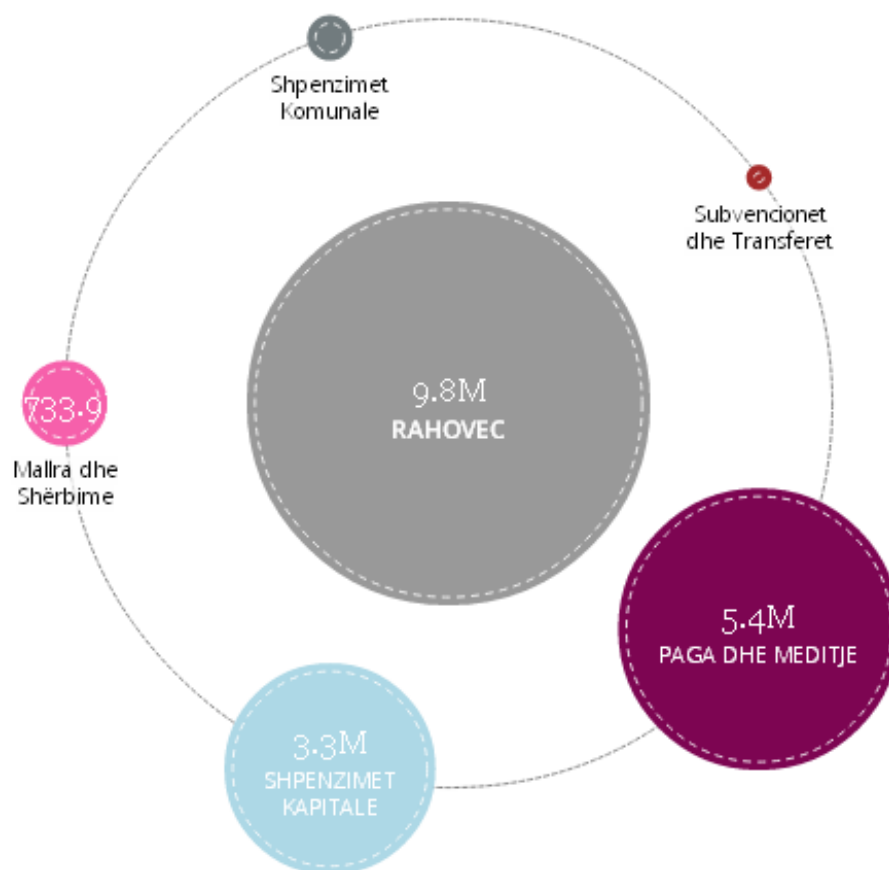 Shpenzimet
Komunale
Subvencionet
dhe Transferet
9.8M
RAHOVEC
733.9
Mallra dhe
Shërbime
5.4M
PAGA DHE MEDITJE
3.3M
SHPENZIMET
KAPITALE